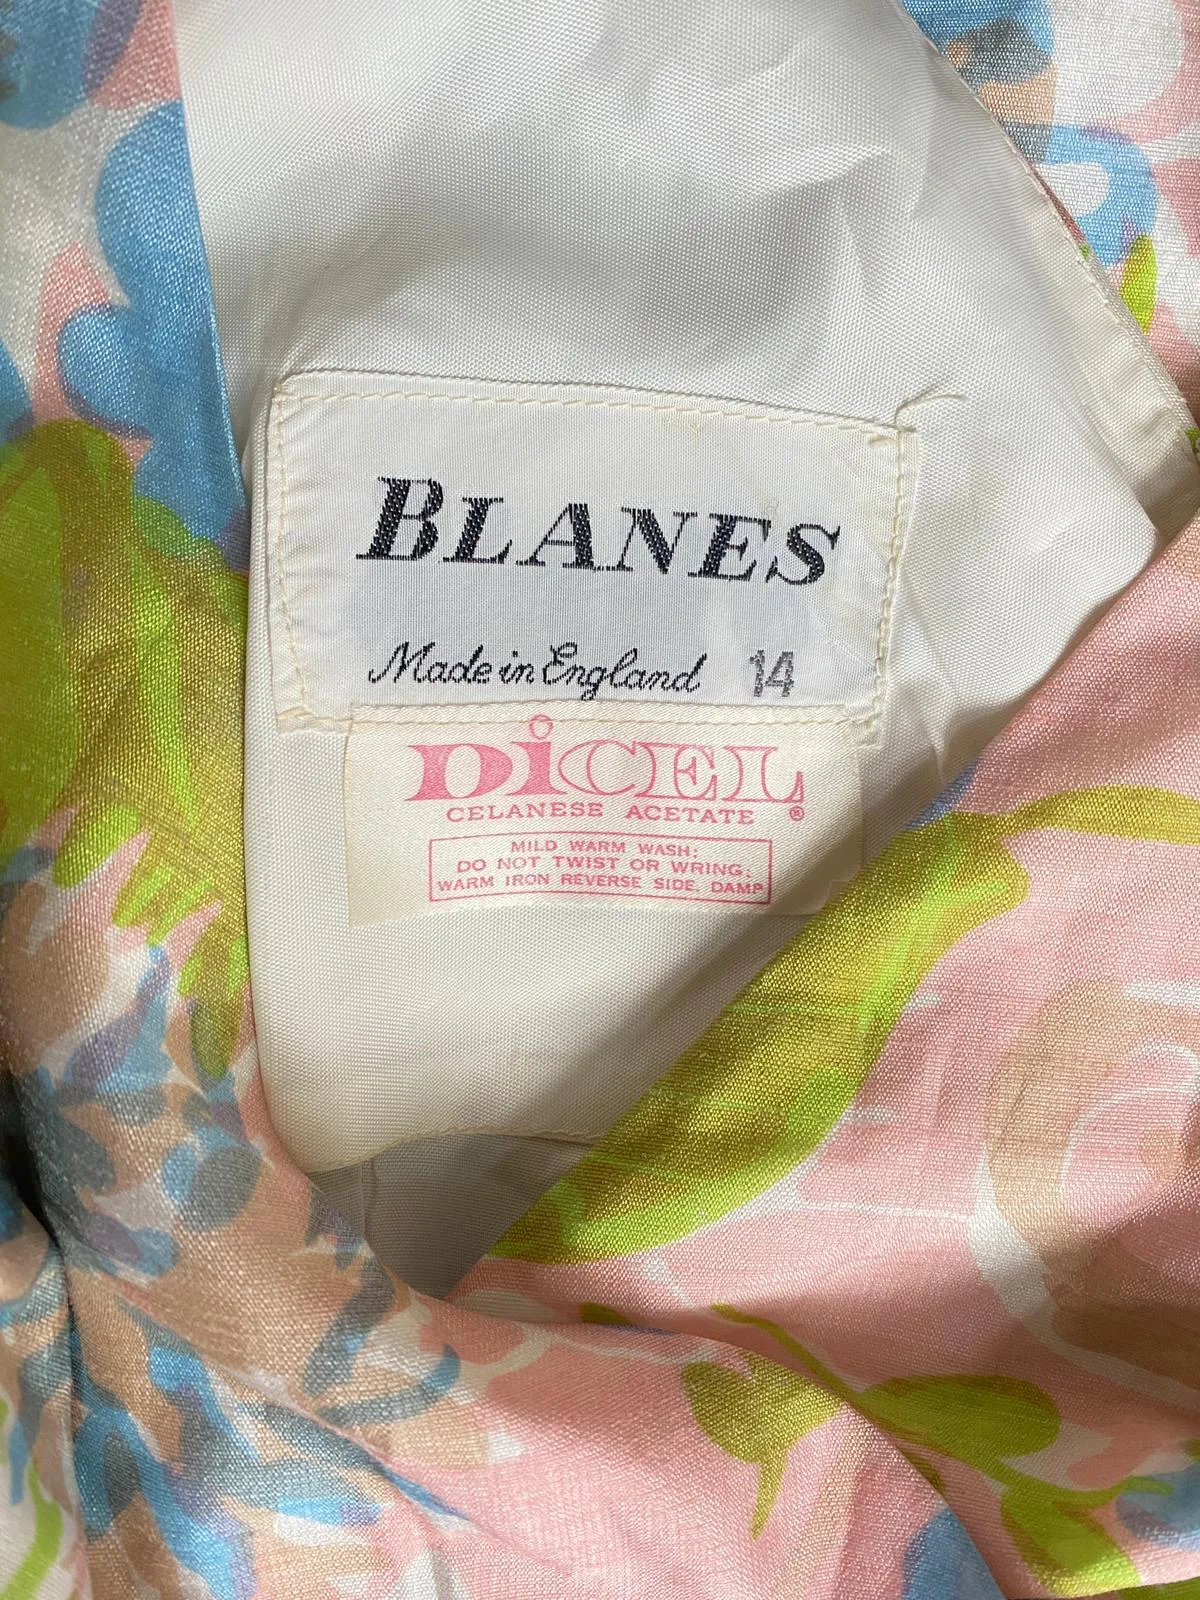 BLANES
Made in England 14
DiCEL
CELANESE ACETATE ®
MILD WARM WASH;
DO NOT TWIST OR WRING;
WARM IRON REVERSE SIDE, DAMP